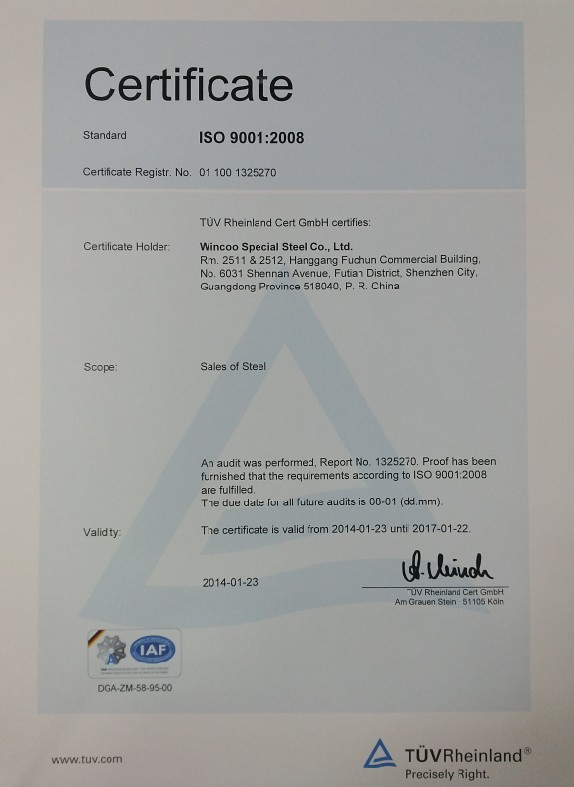 Certificate
Standard ISO 9001:2008
Certificate Registr. No. 01 100 1325270
TÜV Rheinland Cert GmbH certifies:
Certificate Holder: Wincoo Special Steel Co., Ltd.
Rm. 2511 & 2512, Hanggang Fuchun Commercial Building,
No. 6031 Shennan Avenue, Futian District, Shenzhen City,
Guangdong Province 518040, P. R. China
Scope: Sales of Steel
An audit was performed, Report No. 1325270. Proof has been
furnished that the requirements according to ISO 9001:2008
are fulfilled.
The due date for all future audits is 00-01 (dd.mm).
Validity: The certificate is valid from 2014-01-23 until 2017-01-22.
2014-01-23
TÜV Rheinland Cert GmbH
Am Grauen Stein · 51105 Köln
IAF
DGA-ZM-58-95-00
www.tuv.com
TÜVRheinland®
Precisely Right.